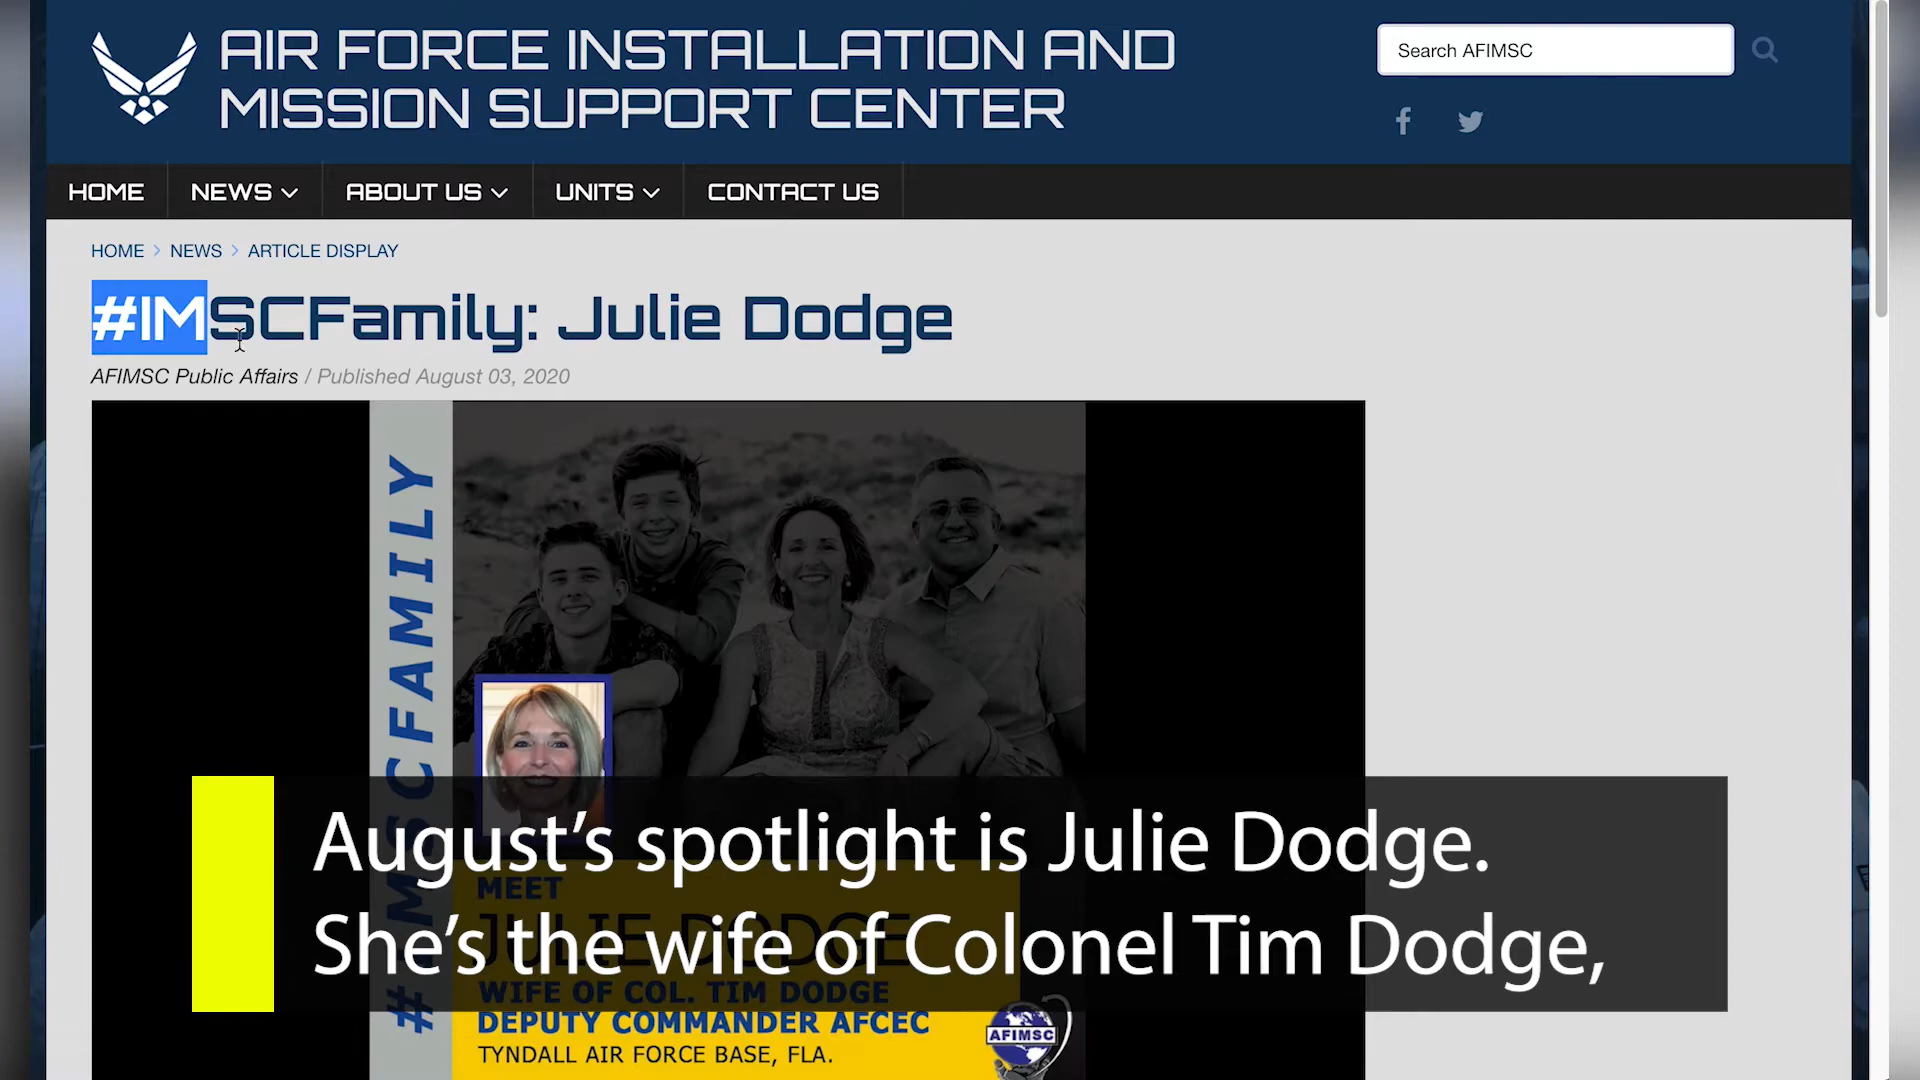 AIR FORCE INSTALLATION AND
MISSION SUPPORT CENTER
Search AFIMSC
HOME
NEWS
ABOUT US
UNITS
CONTACT US
HOME > NEWS > ARTICLE DISPLAY
#IMSCFamily: Julie Dodge
AFIMSC Public Affairs / Published August 03, 2020
#IMSCFAMILY
August’s spotlight is Julie Dodge.
She’s the wife of Colonel Tim Dodge,
MEET
JULIE DODGE
WIFE OF COL. TIM DODGE
DEPUTY COMMANDER AFCEC
TYNDALL AIR FORCE BASE, FLA.
AFIMSC